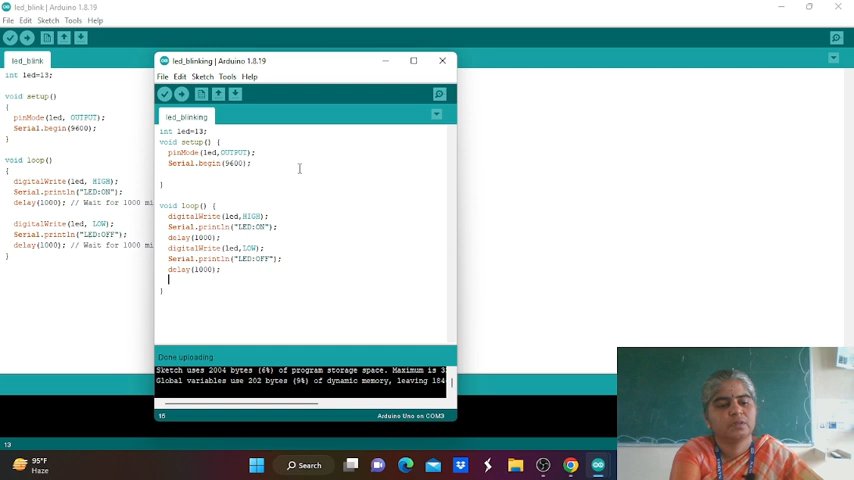 led_blink | Arduino 1.8.19
File Edit Sketch Tools Help
led_blink
int led=13;
void setup()
{
pinMode(led, OUTPUT);
Serial.begin(9600);
}
void loop()
{
digitalWrite(led, HIGH);
Serial.println("LED:ON");
delay(1000); // Wait for 1000 mi
digitalWrite(led, LOW);
Serial.println("LED:OFF");
delay(1000); // Wait for 1000 mi
}
led_blinking | Arduino 1.8.19
File Edit Sketch Tools Help
led_blinking
int led=13;
void setup() {
pinMode(led,OUTPUT);
Serial.begin(9600);
}
void loop() {
digitalWrite(led,HIGH);
Serial.println("LED:ON");
delay(1000);
digitalWrite(led,LOW);
Serial.println("LED:OFF");
delay(1000);
}
Done uploading
Sketch uses 2004 bytes (6%) of program storage space. Maximum is 3
Global variables use 202 bytes (9%) of dynamic memory, leaving 184
15
Arduino Uno on COM3
13
95°F
Haze
Search